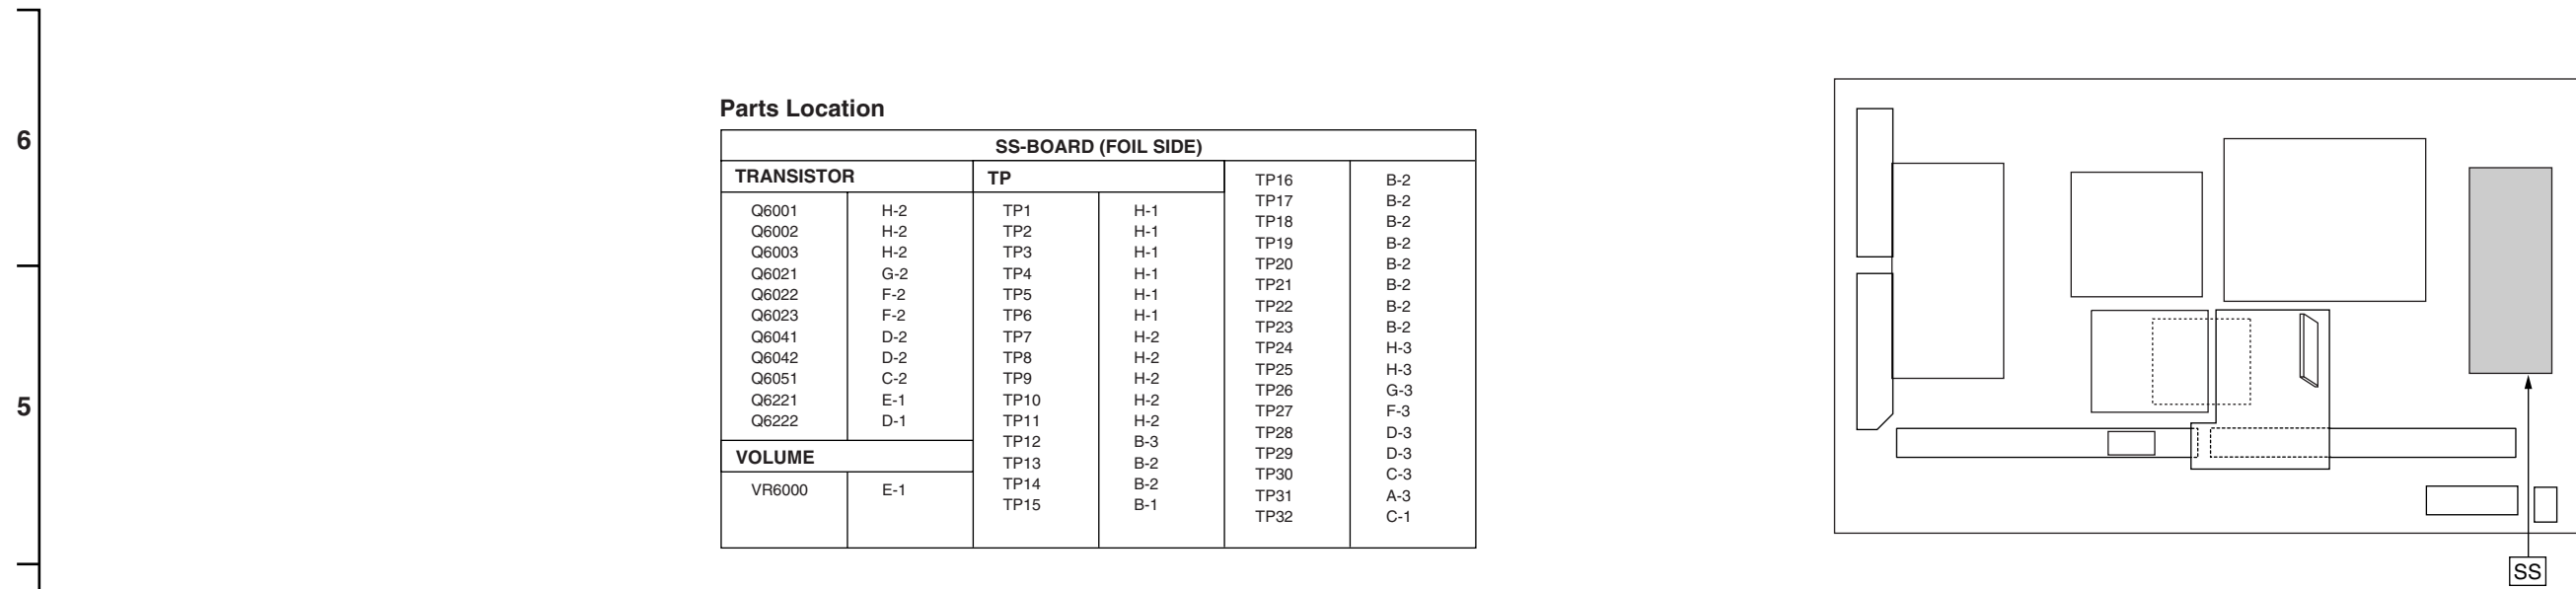 6
5
Parts Location
SS-BOARD (FOIL SIDE)
TRANSISTOR
Q6001 H-2
Q6002 H-2
Q6003 H-2
Q6021 G-2
Q6022 F-2
Q6023 F-2
Q6041 D-2
Q6042 D-2
Q6051 C-2
Q6221 E-1
Q6222 D-1
VOLUME
VR6000 E-1
TP
TP1 H-1
TP2 H-1
TP3 H-1
TP4 H-1
TP5 H-1
TP6 H-1
TP7 H-2
TP8 H-2
TP9 H-2
TP10 H-2
TP11 H-2
TP12 B-3
TP13 B-2
TP14 B-2
TP15 B-1
TP16 B-2
TP17 B-2
TP18 B-2
TP19 B-2
TP20 B-2
TP21 B-2
TP22 B-2
TP23 B-2
TP24 H-3
TP25 H-3
TP26 G-3
TP27 F-3
TP28 D-3
TP29 D-3
TP30 C-3
TP31 A-3
TP32 C-1
SS